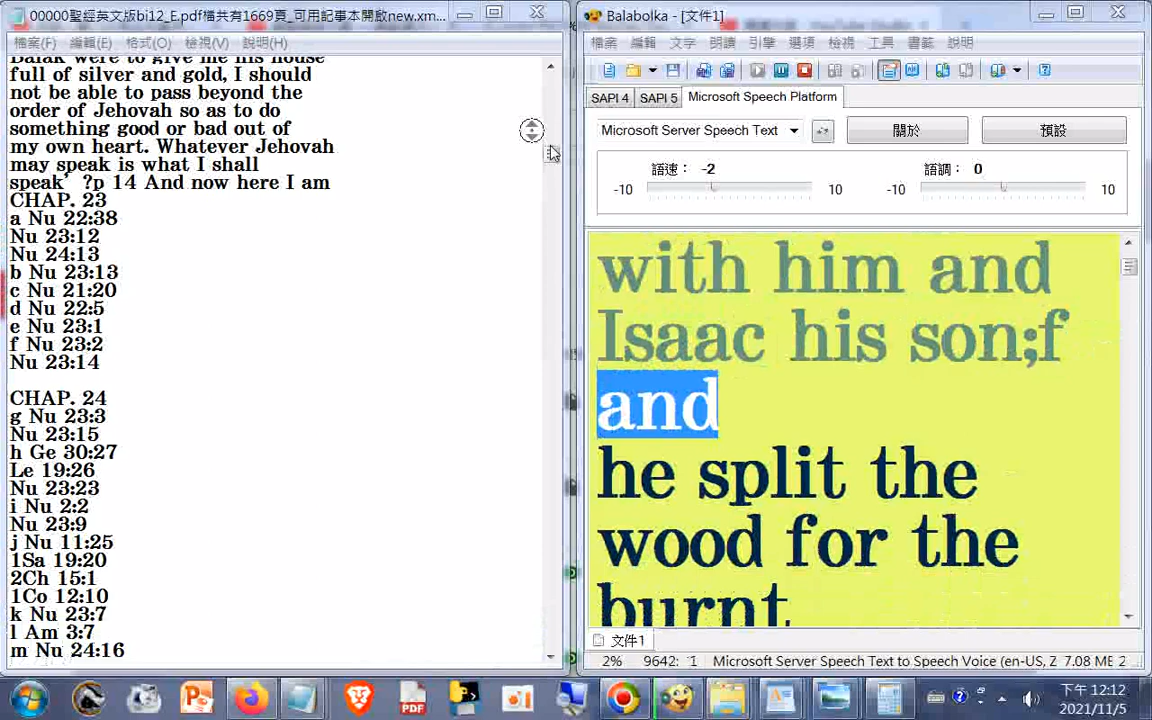 00000聖經英文版bi12_E.pdf檔共有1669頁_可用記事本開啟new.xm...
檔案(F) 編輯(E) 格式(O) 檢視(V) 說明(H)
Balak were to give me his house
full of silver and gold, I should
not be able to pass beyond the
order of Jehovah so as to do
something good or bad out of
my own heart. Whatever Jehovah
may speak is what I shall
speak’ ?p 14 And now here I am
CHAP. 23
a Nu 22:38
Nu 23:12
Nu 24:13
b Nu 23:13
c Nu 21:20
d Nu 22:5
e Nu 23:1
f Nu 23:2
Nu 23:14
CHAP. 24
g Nu 23:3
Nu 23:15
h Ge 30:27
Le 19:26
Nu 23:23
i Nu 2:2
Nu 23:9
j Nu 11:25
1Sa 19:20
2Ch 15:1
1Co 12:10
k Nu 23:7
l Am 3:7
m Nu 24:16
Balabolka - [文件1]
檔案 編輯 文字 朗讀 引擎 選項 檢視 工具 書籤 說明
SAPI 4 SAPI 5 Microsoft Speech Platform
Microsoft Server Speech Text 關於 預設
語速： -2 語調： 0
-10 10 -10 10
with him and
Isaac his son;f
and
he split the
wood for the
burnt
文件1
2% 9642: 1 Microsoft Server Speech Text to Speech Voice (en-US, Z 7.08 MB 2
PDF
下午 12:12
2021/11/5